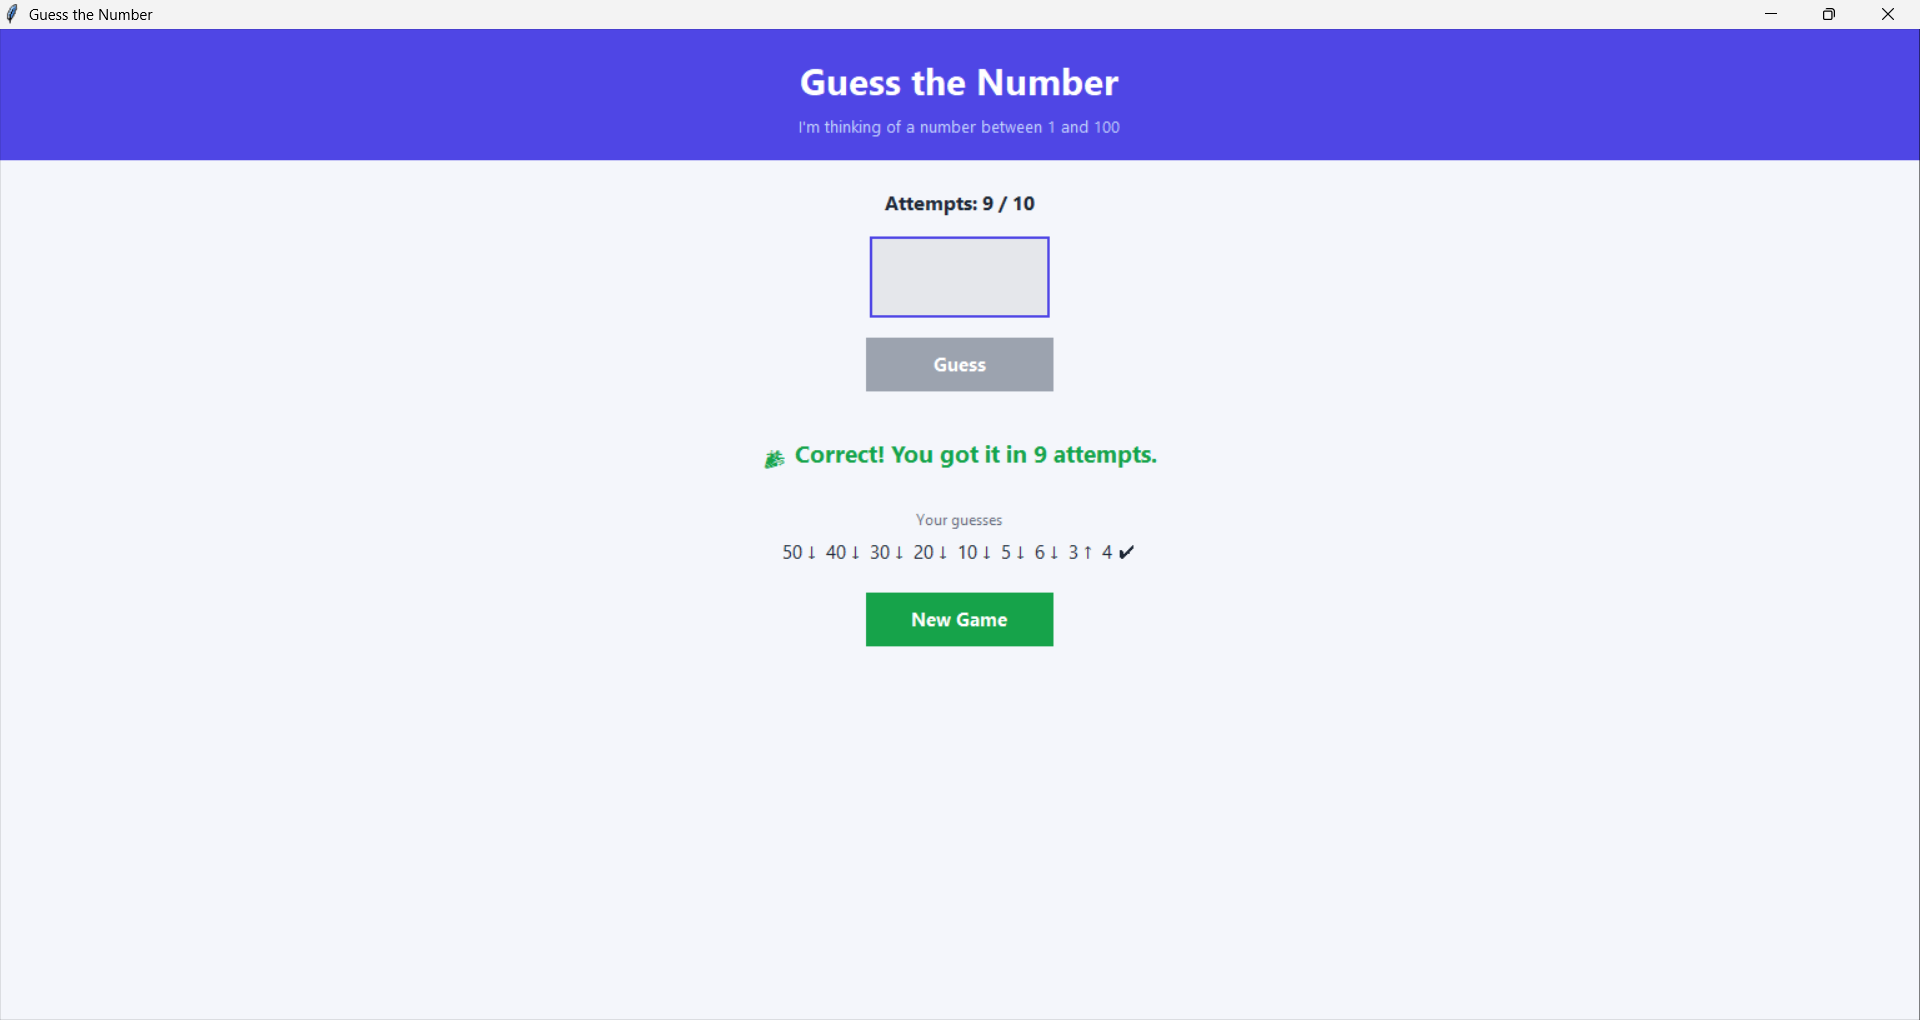 Guess the Number
Guess the Number
I'm thinking of a number between 1 and 100
Attempts: 9 / 10
Guess
🎉 Correct! You got it in 9 attempts.
Your guesses
50↓ 40↓ 30↓ 20↓ 10↓ 5↓ 6↓ 3↑ 4✔
New Game